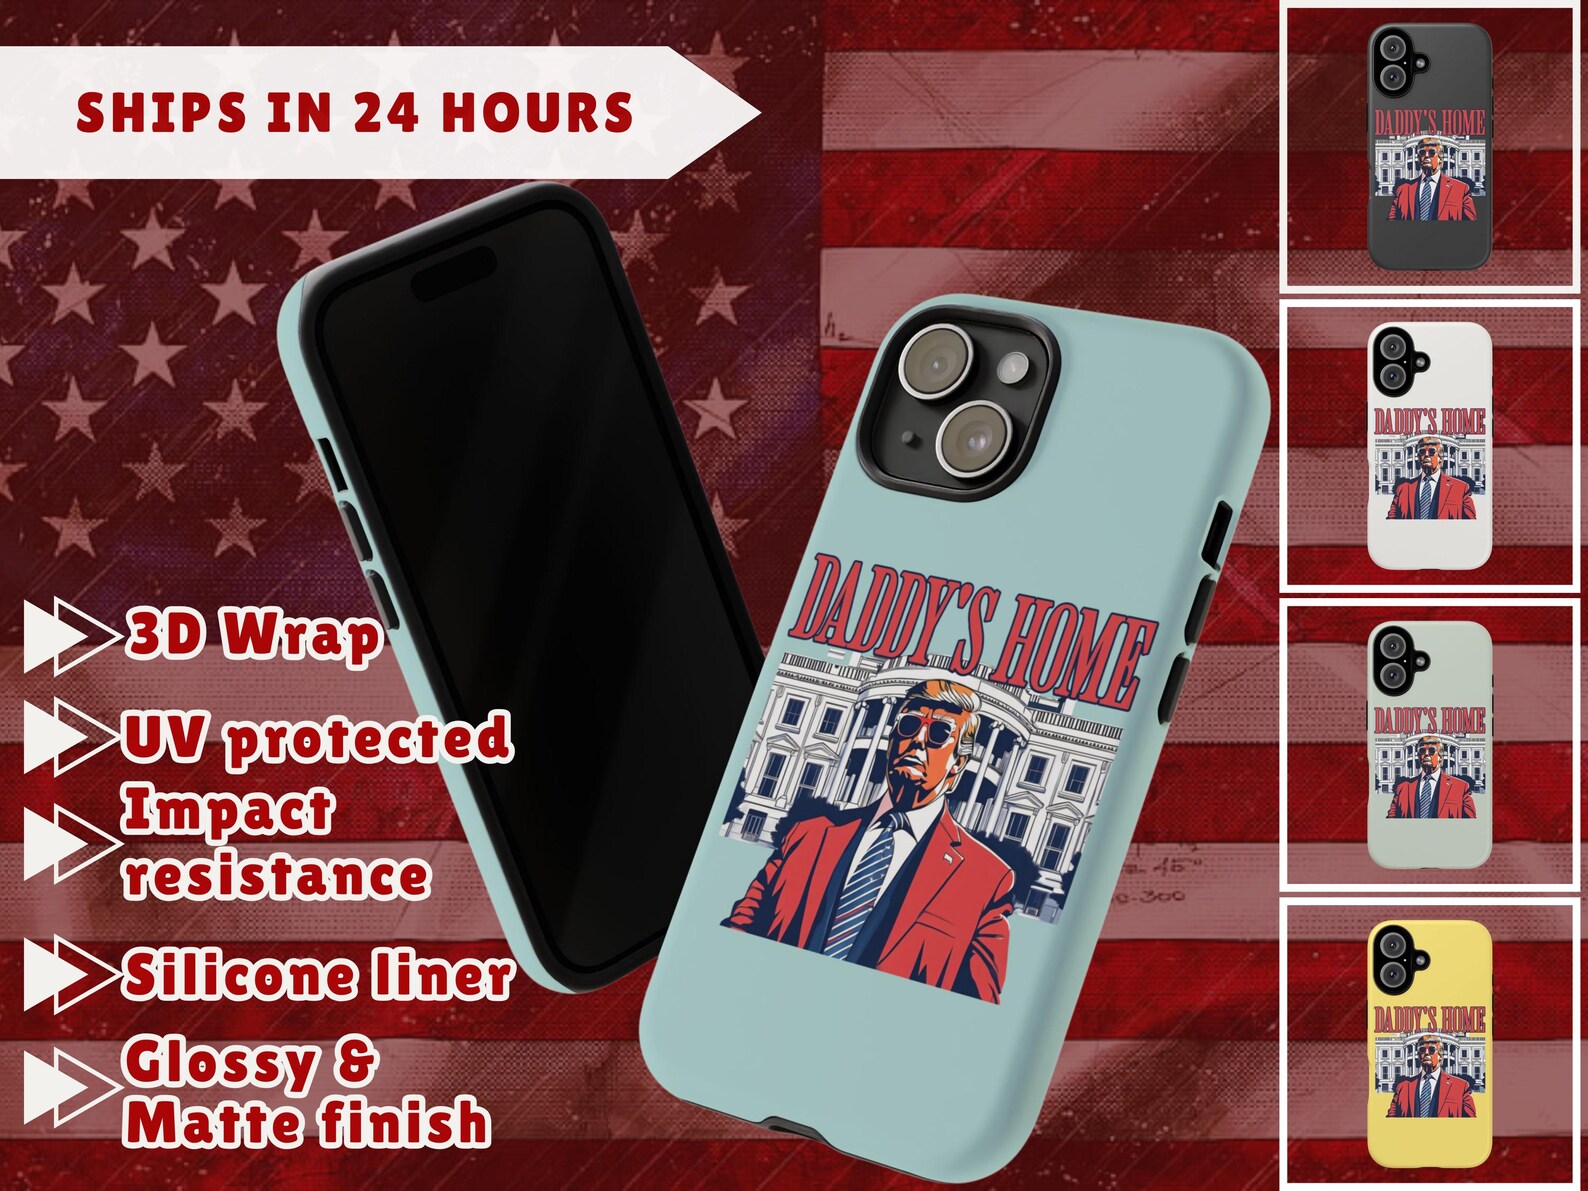 SHIPS IN 24 HOURS
3D Wrap
UV protected
Impact
resistance
Silicone liner
Glossy &
Matte finish
DADDY'S HOME
DADDY'S HOME
DADDY'S HOME
DADDY'S HOME
DADDY'S HOME